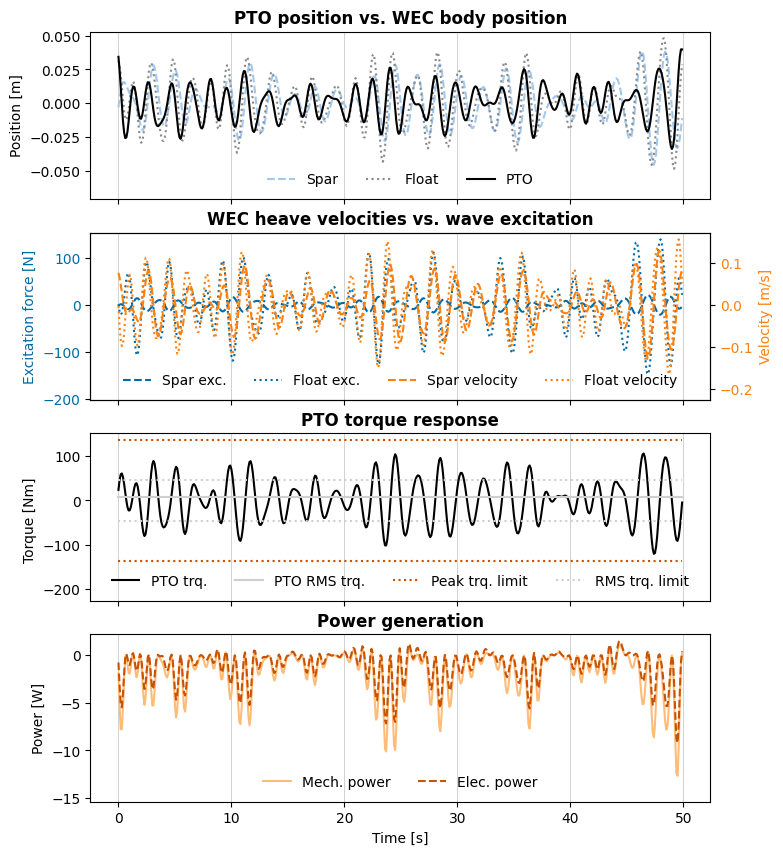 PTO position vs. WEC body position
0.050
0.025
0.000
−0.025
−0.050
Position [m]
Spar Float PTO
WEC heave velocities vs. wave excitation
100
0
−100
−200
Excitation force [N]
0.1
0.0
−0.1
−0.2
Velocity [m/s]
Spar exc. Float exc. Spar velocity Float velocity
PTO torque response
100
0
−100
−200
Torque [Nm]
PTO trq. PTO RMS trq. Peak trq. limit RMS trq. limit
Power generation
0
−5
−10
−15
Power [W]
Mech. power Elec. power
0 10 20 30 40 50
Time [s]